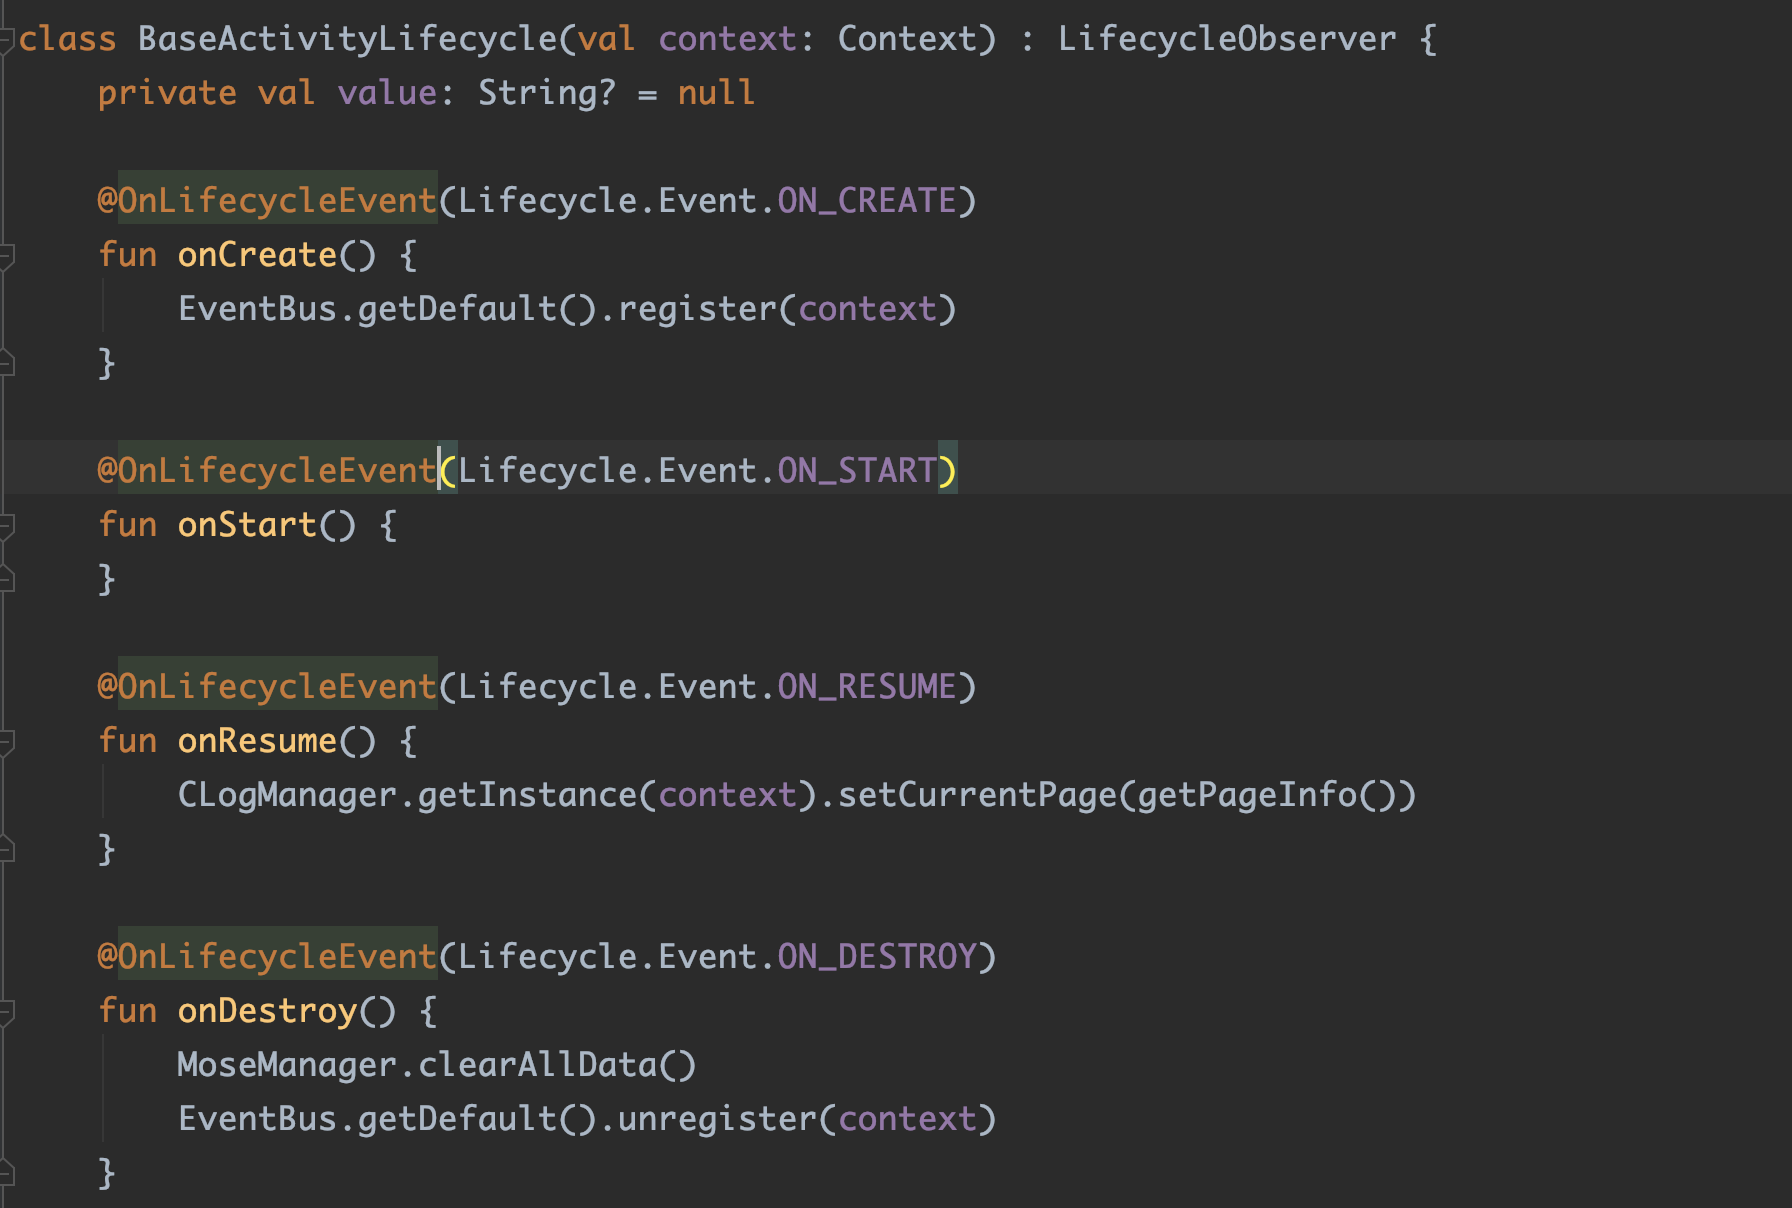 class BaseActivityLifecycle(val context: Context) : LifecycleObserver {
    private val value: String? = null

    @OnLifecycleEvent(Lifecycle.Event.ON_CREATE)
    fun onCreate() {
        EventBus.getDefault().register(context)
    }

    @OnLifecycleEvent(Lifecycle.Event.ON_START)
    fun onStart() {
    }

    @OnLifecycleEvent(Lifecycle.Event.ON_RESUME)
    fun onResume() {
        CLogManager.getInstance(context).setCurrentPage(getPageInfo())
    }

    @OnLifecycleEvent(Lifecycle.Event.ON_DESTROY)
    fun onDestroy() {
        MoseManager.clearAllData()
        EventBus.getDefault().unregister(context)
    }